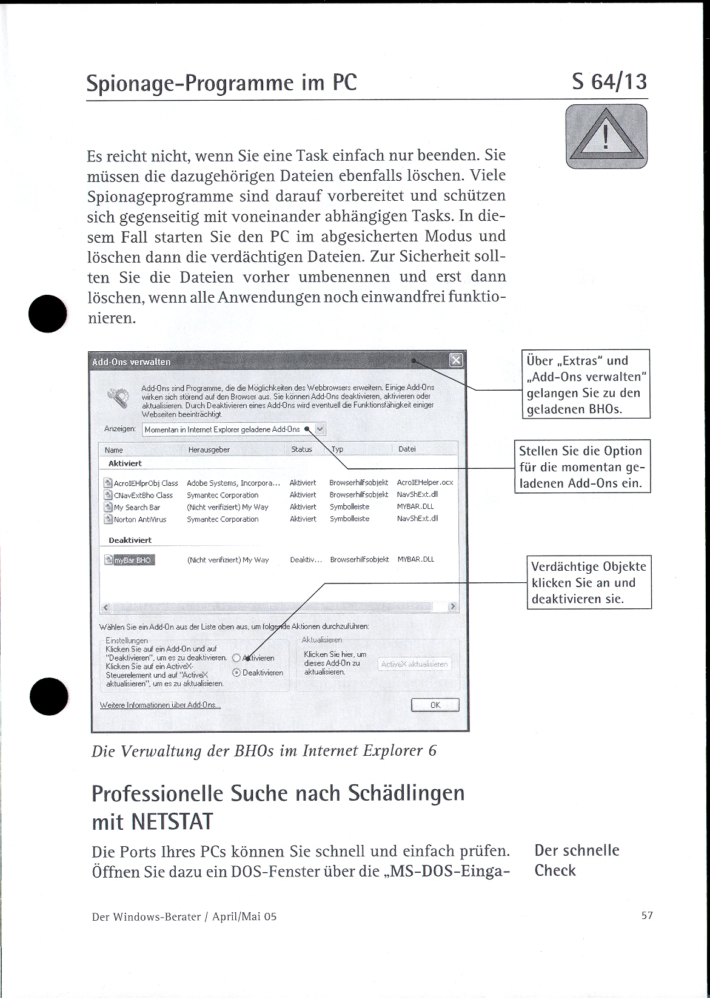 Spionage-Programme im PC
S 64/13
Es reicht nicht, wenn Sie eine Task einfach nur beenden. Sie
müssen die dazugehörigen Dateien ebenfalls löschen. Viele
Spionageprogramme sind darauf vorbereitet und schützen
sich gegenseitig mit voneinander abhängigen Tasks. In die-
sem Fall starten Sie den PC im abgesicherten Modus und
löschen dann die verdächtigen Dateien. Zur Sicherheit soll-
ten Sie die Dateien vorher umbenennen und erst dann
löschen, wenn alle Anwendungen noch einwandfrei funktio-
nieren.
Add-Ons verwalten
Add-Ons sind Programme, die die Möglichkeiten des Webbrowsers erweitern. Einige Add-Ons
wirken sich störend auf den Browser aus. Sie können Add-Ons deaktivieren, aktivieren oder
aktualisieren. Durch Deaktivieren eines Add-Ons wird eventuell die Funktionsfähigkeit einiger
Webseiten beeinträchtigt.
Anzeigen: Momentan in Internet Explorer geladene Add-Ons
Name Herausgeber Status Typ Datei
Aktiviert
AcroIEHlprObj Class Adobe Systems, Incorpora... Aktiviert Browserhilfsobjekt AcroIEHelper.ocx
CNavExtBho Class Symantec Corporation Aktiviert Browserhilfsobjekt NavShExt.dll
My Search Bar (Nicht verifiziert) My Way Aktiviert Symbolleiste MYBAR.DLL
Norton AntiVirus Symantec Corporation Aktiviert Symbolleiste NavShExt.dll
Deaktiviert
myBar BHO (Nicht verifiziert) My Way Deaktiv... Browserhilfsobjekt MYBAR.DLL
Wählen Sie ein Add-On aus der Liste oben aus, um folgende Aktionen durchzuführen:
Einstellungen
Klicken Sie auf ein Add-On und auf
"Deaktivieren", um es zu deaktivieren.
Klicken Sie auf ein ActiveX-
Steuerelement und auf "ActiveX
aktualisieren", um es zu aktualisieren.
Aktivieren
Deaktivieren
Aktualisieren
Klicken Sie hier, um
dieses Add-On zu
aktualisieren.
ActiveX aktualisieren
Weitere Informationen über Add-Ons...
OK
Über „Extras“ und
„Add-Ons verwalten“
gelangen Sie zu den
geladenen BHOs.
Stellen Sie die Option
für die momentan ge-
ladenen Add-Ons ein.
Verdächtige Objekte
klicken Sie an und
deaktivieren sie.
Die Verwaltung der BHOs im Internet Explorer 6
Professionelle Suche nach Schädlingen
mit NETSTAT
Die Ports Ihres PCs können Sie schnell und einfach prüfen.
Öffnen Sie dazu ein DOS-Fenster über die „MS-DOS-Einga-
Der schnelle
Check
Der Windows-Berater / April/Mai 05
57